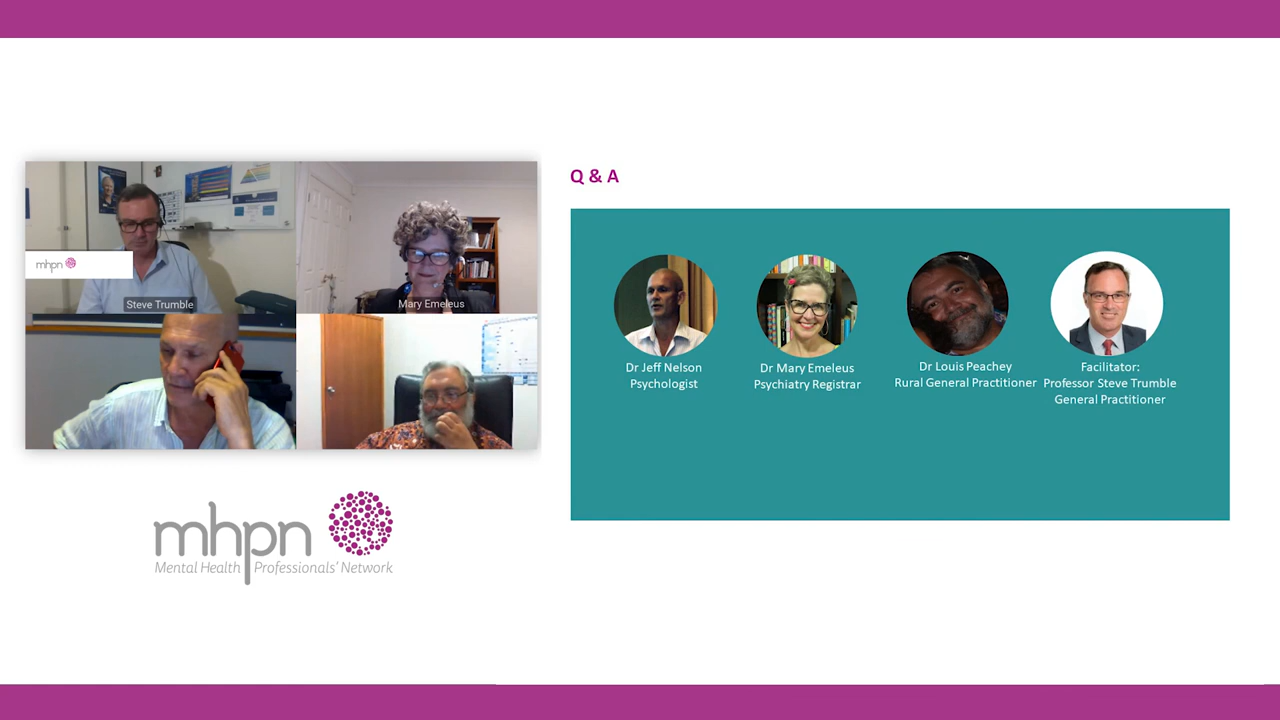 mhpn
Steve Trumble
Mary Emeleus
mhpn
Mental Health Professionals' Network
Q & A
Dr Jeff Nelson
Psychologist
Dr Mary Emeleus
Psychiatry Registrar
Dr Louis Peachey
Rural General Practitioner
Facilitator:
Professor Steve Trumble
General Practitioner